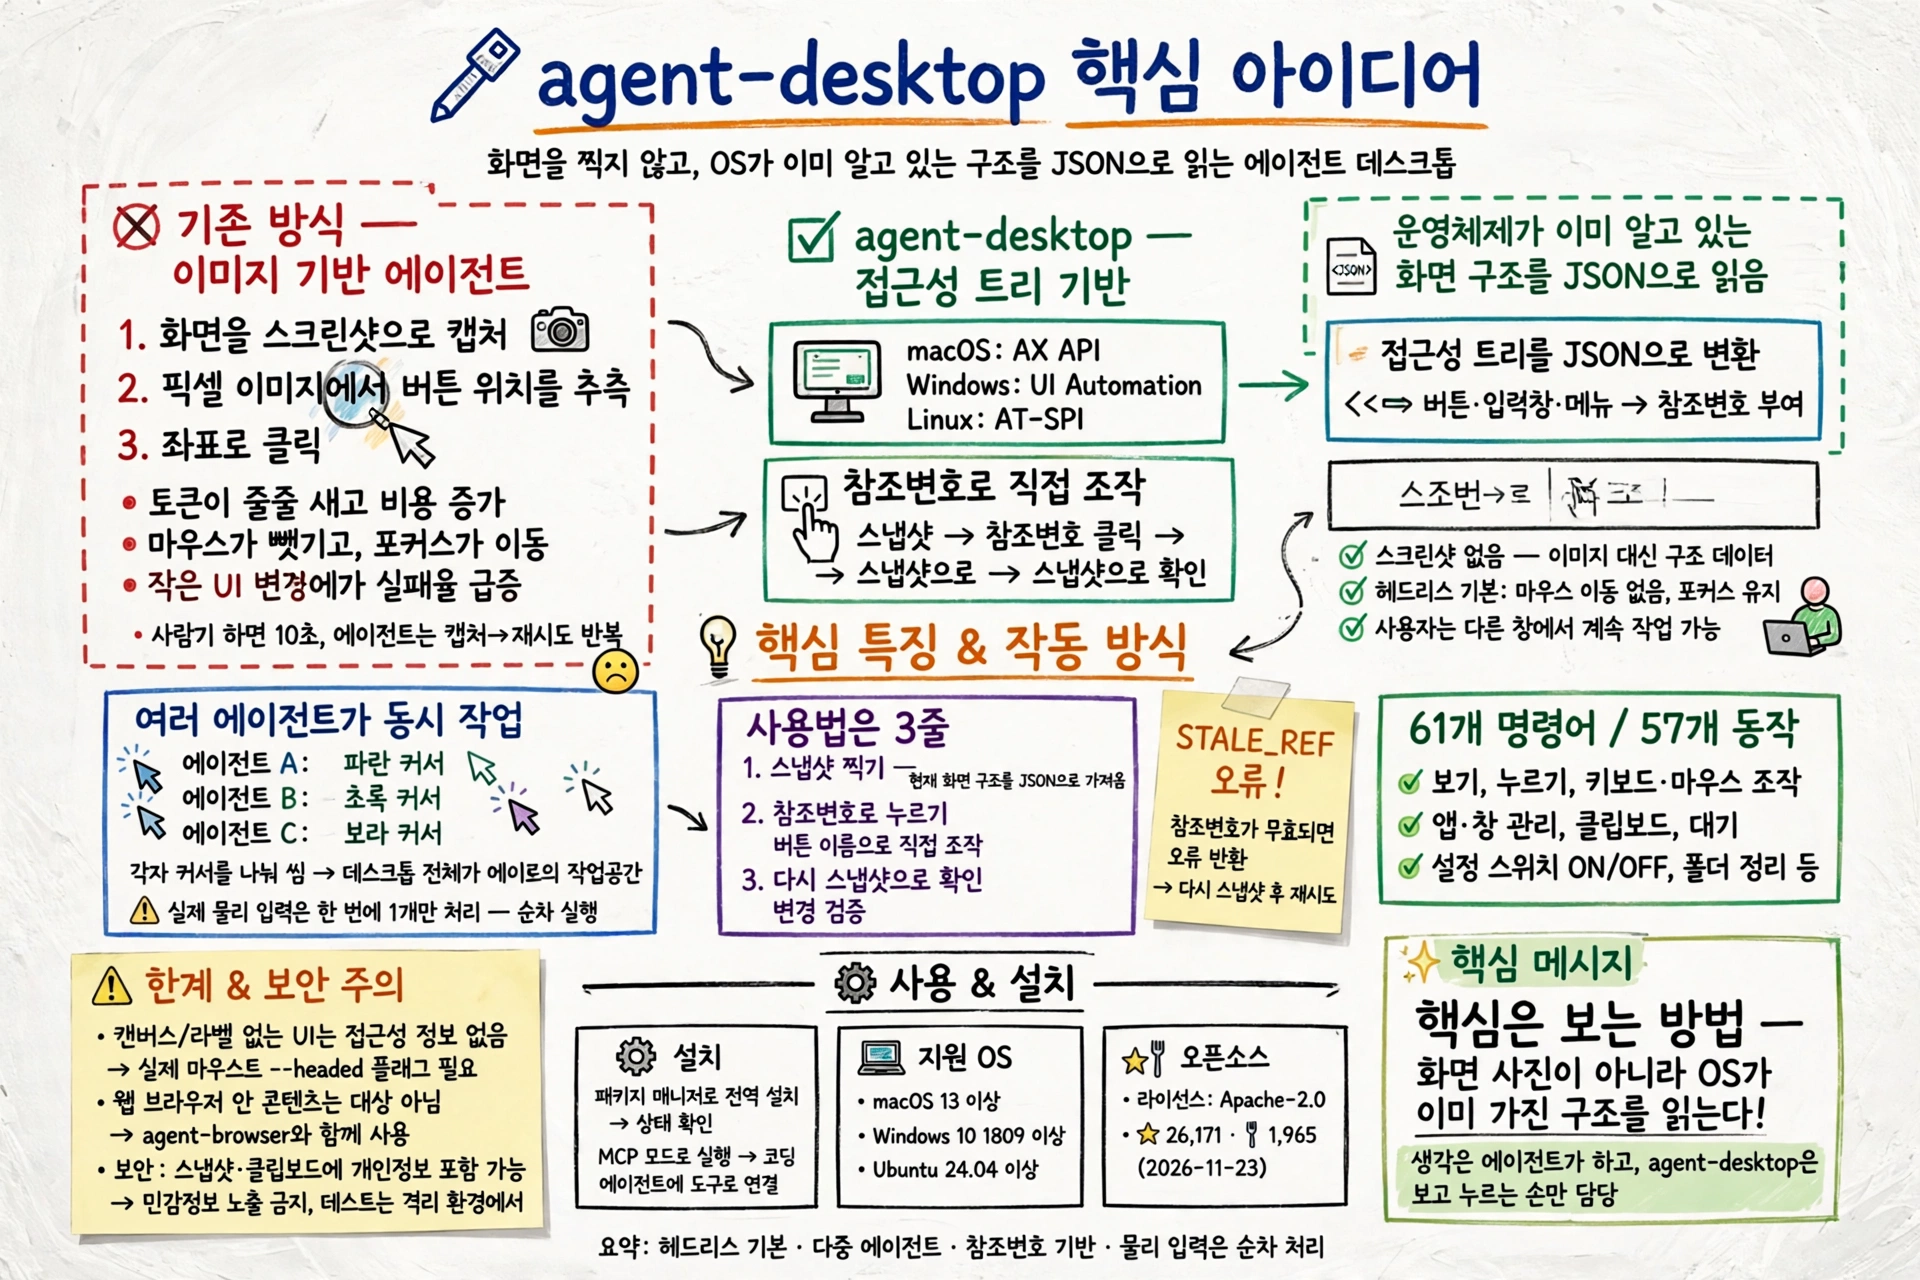 agent-desktop 핵심 아이디어
화면을 찍지 않고, OS가 이미 알고 있는 구조를 JSON으로 읽는 에이전트 데스크톱
기존 방식 —
이미지 기반 에이전트
1. 화면을 스크린샷으로 캡처
2. 픽셀 이미지에서 버튼 위치를 추측
3. 좌표로 클릭
• 토큰이 줄줄 새고 비용 증가
• 마우스가 뺏기고, 포커스가 이동
• 작은 UI 변경에가 실패율 급증
• 사람기 하면 10초, 에이전트는 캡처→재시도 반복
agent-desktop —
접근성 트리 기반
macOS: AX API
Windows: UI Automation
Linux: AT-SPI
참조변호로 직접 조작
스냅샷 → 참조변호 클릭 →
→ 스냅샷으로 → 스냅샷으로 확인
운영체제가 이미 알고 있는
화면 구조를 JSON으로 읽음
<JSON>
접근성 트리를 JSON으로 변환
<<⇒ 버튼·입력창·메뉴 → 참조번호 부여
스조번→르
스크린샷 없음 — 이미지 대신 구조 데이터
헤드리스 기본: 마우스 이동 없음, 포커스 유지
사용자는 다른 창에서 계속 작업 가능
핵심 특징 & 작동 방식
여러 에이전트가 동시 작업
에이전트 A: 파란 커서
에이전트 B: 초록 커서
에이전트 C: 보라 커서
각자 커서를 나눠 씸 → 데스크톱 전체가 에이로의 작업공간
실제 물리 입력은 한 번에 1개만 처리 — 순차 실행
사용법은 3줄
1. 스냅샷 찍기 — 현재 화면 구조를 JSON으로 가져옴
2. 참조변호로 누르기
버튼 이름으로 직접 조작
3. 다시 스냅샷으로 확인
변경 검증
STALE_REF
오류!
참조변호가 무효되면
오류 반환
→ 다시 스냅샷 후 재시도
61개 명령어 / 57개 동작
보기, 누르기, 키보드·마우스 조작
앱·창 관리, 클립보드, 대기
설정 스위치 ON/OFF, 폴더 정리 등
한계 & 보안 주의
• 캔버스/라벨 없는 UI는 접근성 정보 없음
→ 실제 마우스트 --headed 플래그 필요
• 웹 브라우저 안 콘텐츠는 대상 아님
→ agent-browser와 함께 사용
• 보안 : 스냅샷·클립보드에 개인정보 포함 가능
→ 민감정보 노출 금지, 데스트는 격리 환경에서
사용 & 설치
설치
패키지 매니저로 전역 설치
→ 상태 확인
MCP 모드로 실행 → 코딩
에이전트에 도구로 연결
지원 OS
• macOS 13 이상
• Windows 10 1809 이상
• Ubuntu 24.04 이상
오픈소스
• 라이선스: Apache-2.0
• 26,171 · 1,965
(2026-11-23)
핵심 메시지
핵심은 보는 방법 —
화면 사진이 아니라 OS가
이미 가진 구조를 읽는다!
생각은 에이전트가 하고, agent-desktop은
보고 누르는 손만 담당
요약: 헤드리스 기본 · 다중 에이전트 · 참조변호 기반 · 물리 입력은 순차 처리